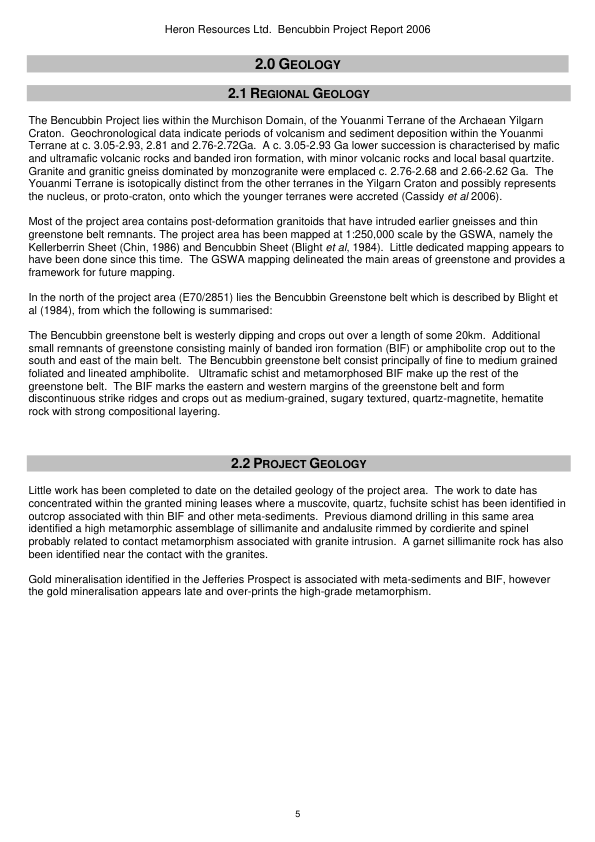 Heron Resources Ltd.  Bencubbin Project Report 2006
2.0 GEOLOGY
2.1 REGIONAL GEOLOGY
The Bencubbin Project lies within the Murchison Domain, of the Youanmi Terrane of the Archaean Yilgarn
Craton.  Geochronological data indicate periods of volcanism and sediment deposition within the Youanmi
Terrane at c. 3.05-2.93, 2.81 and 2.76-2.72Ga.  A c. 3.05-2.93 Ga lower succession is characterised by mafic
and ultramafic volcanic rocks and banded iron formation, with minor volcanic rocks and local basal quartzite.
Granite and granitic gneiss dominated by monzogranite were emplaced c. 2.76-2.68 and 2.66-2.62 Ga.  The
Youanmi Terrane is isotopically distinct from the other terranes in the Yilgarn Craton and possibly represents
the nucleus, or proto-craton, onto which the younger terranes were accreted (Cassidy et al 2006).
Most of the project area contains post-deformation granitoids that have intruded earlier gneisses and thin
greenstone belt remnants. The project area has been mapped at 1:250,000 scale by the GSWA, namely the
Kellerberrin Sheet (Chin, 1986) and Bencubbin Sheet (Blight et al, 1984).  Little dedicated mapping appears to
have been done since this time.  The GSWA mapping delineated the main areas of greenstone and provides a
framework for future mapping.
In the north of the project area (E70/2851) lies the Bencubbin Greenstone belt which is described by Blight et
al (1984), from which the following is summarised:
The Bencubbin greenstone belt is westerly dipping and crops out over a length of some 20km.  Additional
small remnants of greenstone consisting mainly of banded iron formation (BIF) or amphibolite crop out to the
south and east of the main belt.  The Bencubbin greenstone belt consist principally of fine to medium grained
foliated and lineated amphibolite.   Ultramafic schist and metamorphosed BIF make up the rest of the
greenstone belt.  The BIF marks the eastern and western margins of the greenstone belt and form
discontinuous strike ridges and crops out as medium-grained, sugary textured, quartz-magnetite, hematite
rock with strong compositional layering.
2.2 PROJECT GEOLOGY
Little work has been completed to date on the detailed geology of the project area.  The work to date has
concentrated within the granted mining leases where a muscovite, quartz, fuchsite schist has been identified in
outcrop associated with thin BIF and other meta-sediments.  Previous diamond drilling in this same area
identified a high metamorphic assemblage of sillimanite and andalusite rimmed by cordierite and spinel
probably related to contact metamorphism associated with granite intrusion.  A garnet sillimanite rock has also
been identified near the contact with the granites.
Gold mineralisation identified in the Jefferies Prospect is associated with meta-sediments and BIF, however
the gold mineralisation appears late and over-prints the high-grade metamorphism.
5